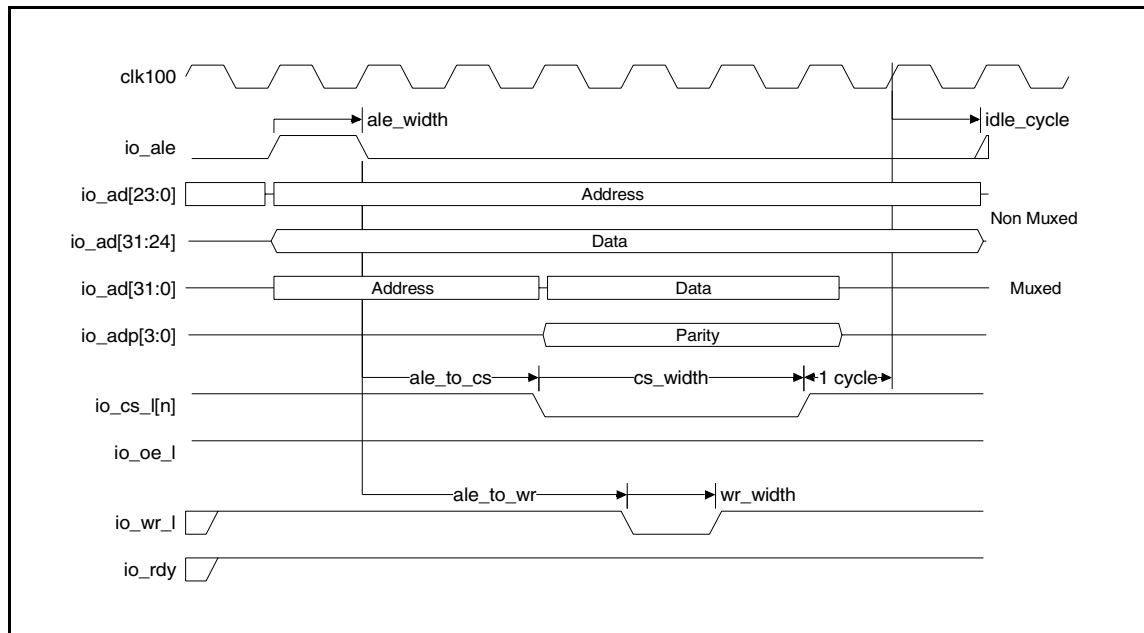 clk100
ale_width
idle_cycle
io_ale
io_ad[23:0]
Address
Non Muxed
io_ad[31:24]
Data
io_ad[31:0]
Address
Data
Muxed
io_adp[3:0]
Parity
ale_to_cs
cs_width
1 cycle
io_cs_l[n]
io_oe_l
ale_to_wr
wr_width
io_wr_l
io_rdy